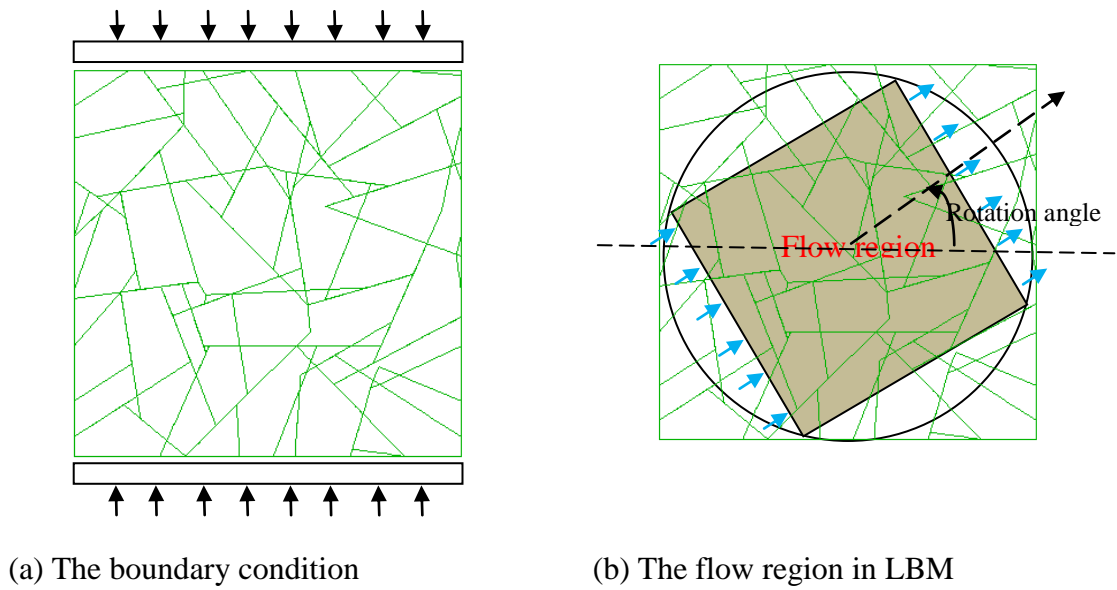 Rotation angle
Flow region
(a) The boundary condition
(b) The flow region in LBM